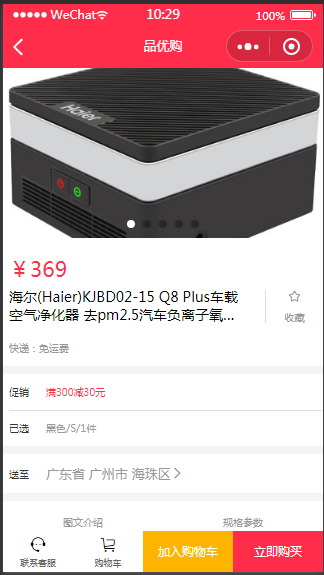 WeChat 10:29 100%
品优购
Haier
￥369
海尔(Haier)KJBD02-15 Q8 Plus车载
空气净化器 去pm2.5汽车负离子氧...
收藏
快递：免运费
促销 满300减30元
已选 黑色/S/1件
送至 广东省 广州市 海珠区
图文介绍 规格参数
联系客服 购物车 加入购物车 立即购买